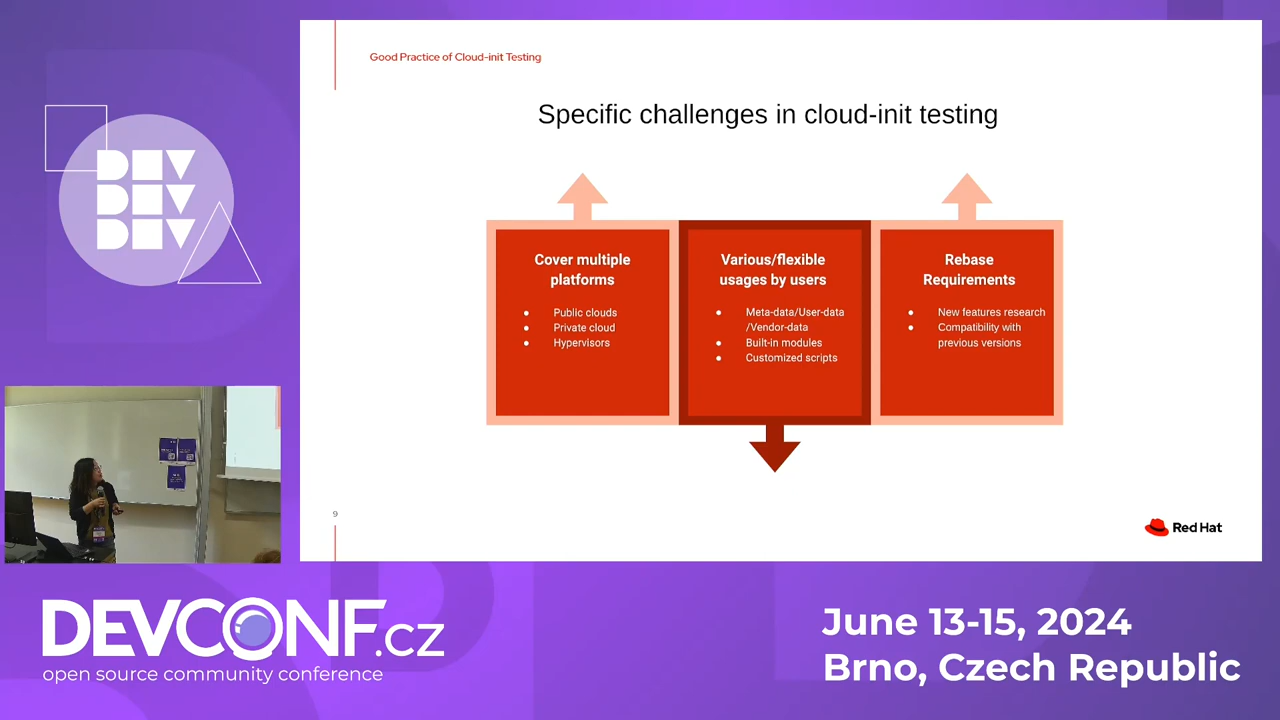 Good Practice of Cloud-init Testing
Specific challenges in cloud-init testing
Cover multiple
platforms
• Public clouds
• Private cloud
• Hypervisors
Various/flexible
usages by users
• Meta-data/User-data
/Vendor-data
• Built-in modules
• Customized scripts
Rebase
Requirements
• New features research
• Compatibility with
previous versions
9
Red Hat
DEV
DEV
DEV
DEVCONF.cz
open source community conference
June 13-15, 2024
Brno, Czech Republic